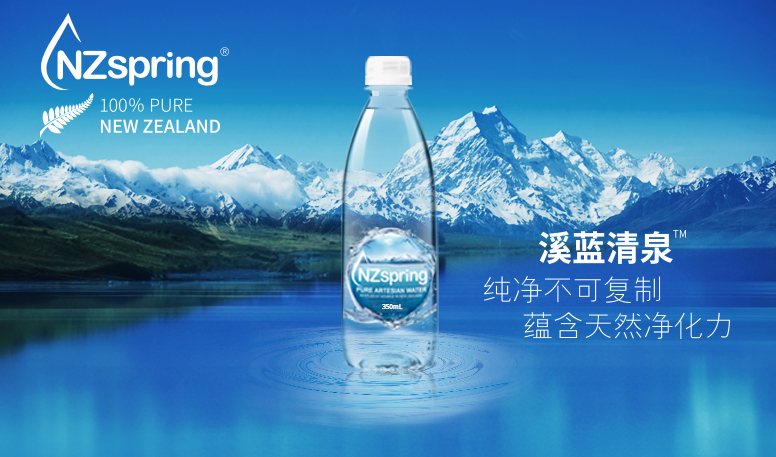 NZspring®
100% PURE
NEW ZEALAND
溪蓝清泉™
纯净不可复制
蕴含天然净化力
NZspring
PURE ARTESIAN WATER
350mL